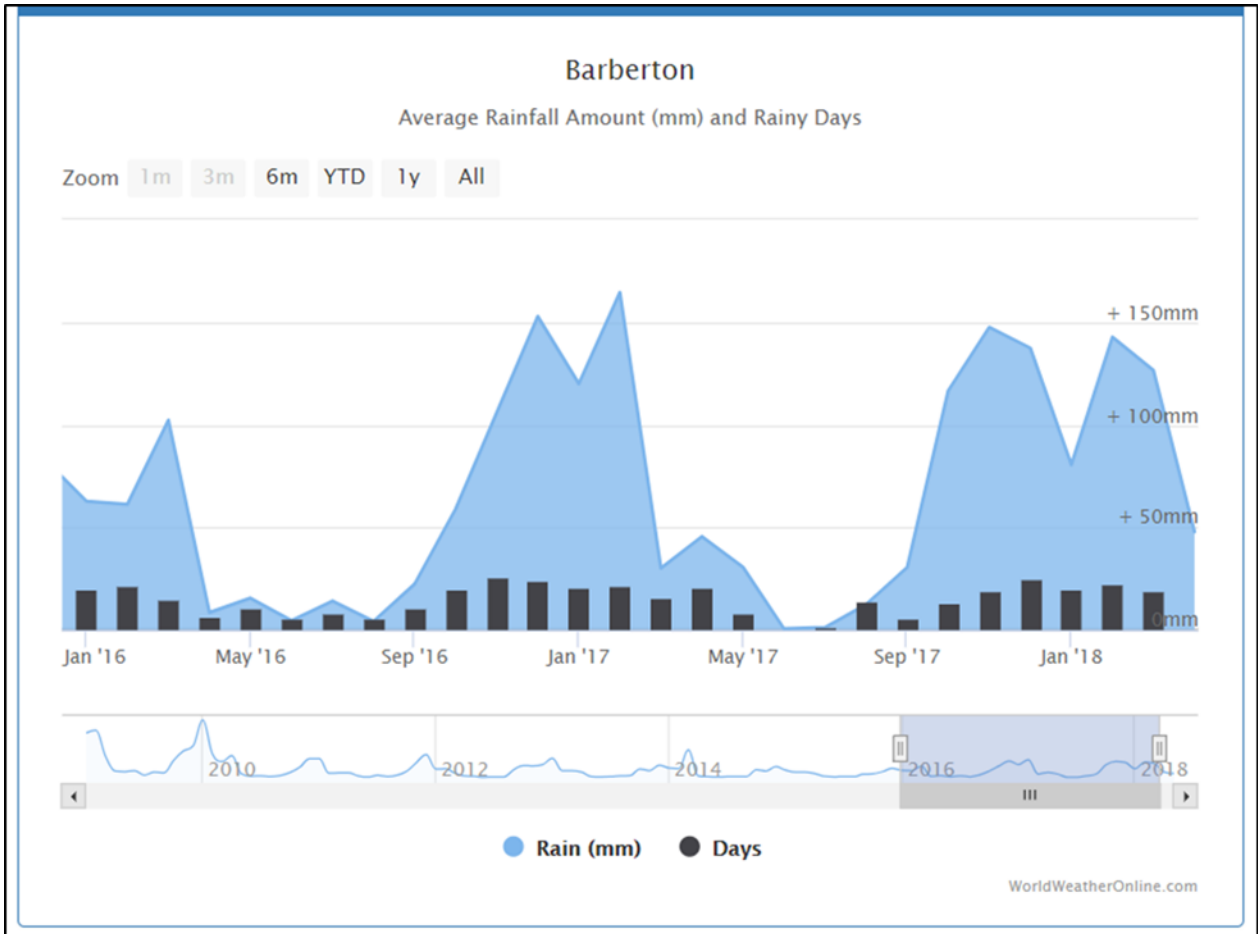 Barberton
Average Rainfall Amount (mm) and Rainy Days
Zoom 1m 3m 6m YTD 1y All
+ 150mm
+ 100mm
+ 50mm
0mm
Jan '16 May '16 Sep '16 Jan '17 May '17 Sep '17 Jan '18
2010 2012 2014 2016 2018
Rain (mm) Days
WorldWeatherOnline.com